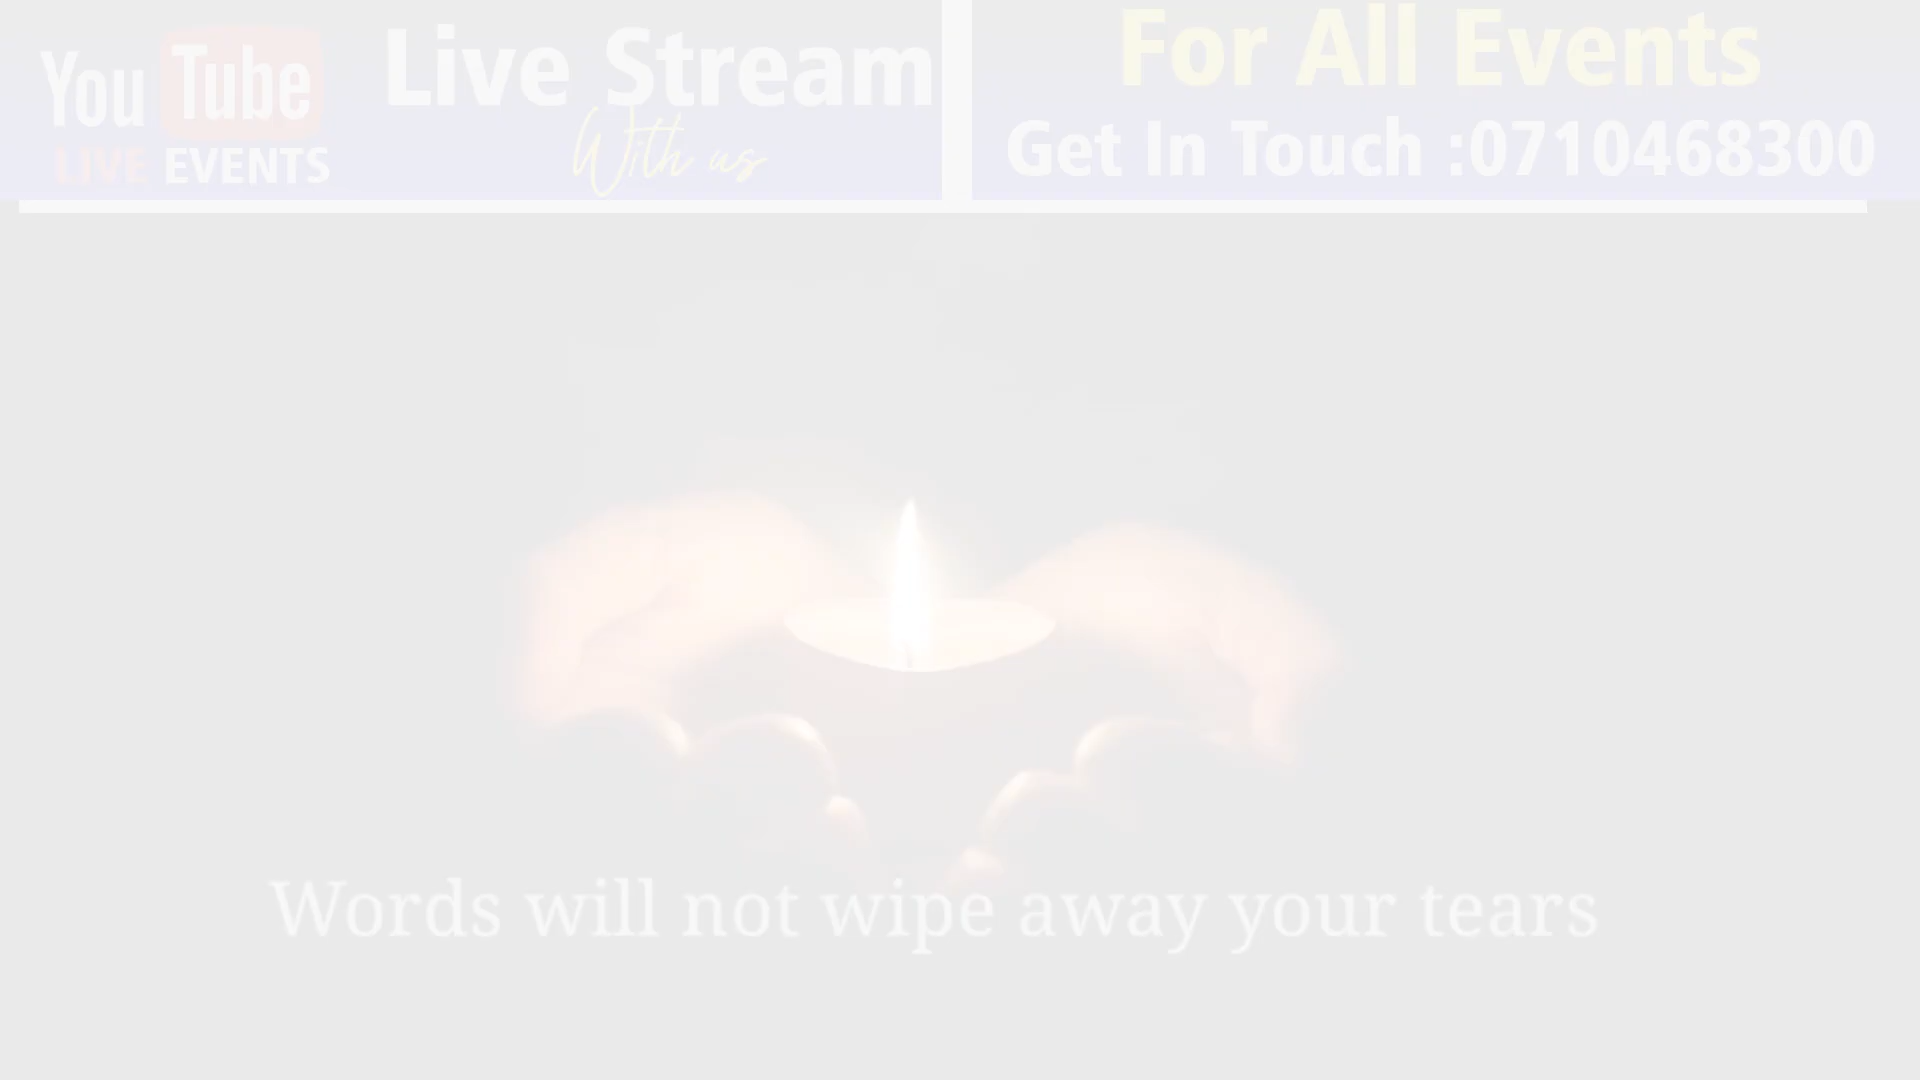 You Tube
LIVE EVENTS
Live Stream
With us
For All Events
Get In Touch :0710468300
Words will not wipe away your tears